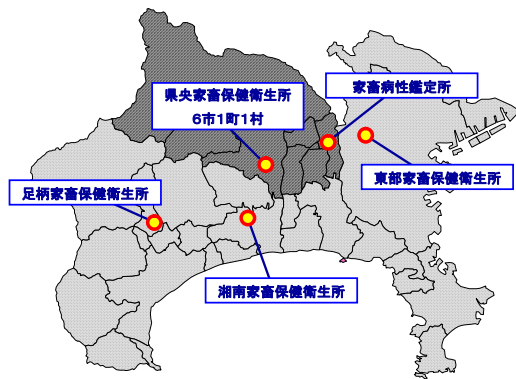 県央家畜保健衛生所
6市1町1村
家畜病性鑑定所
東部家畜保健衛生所
足柄家畜保健衛生所
湘南家畜保健衛生所